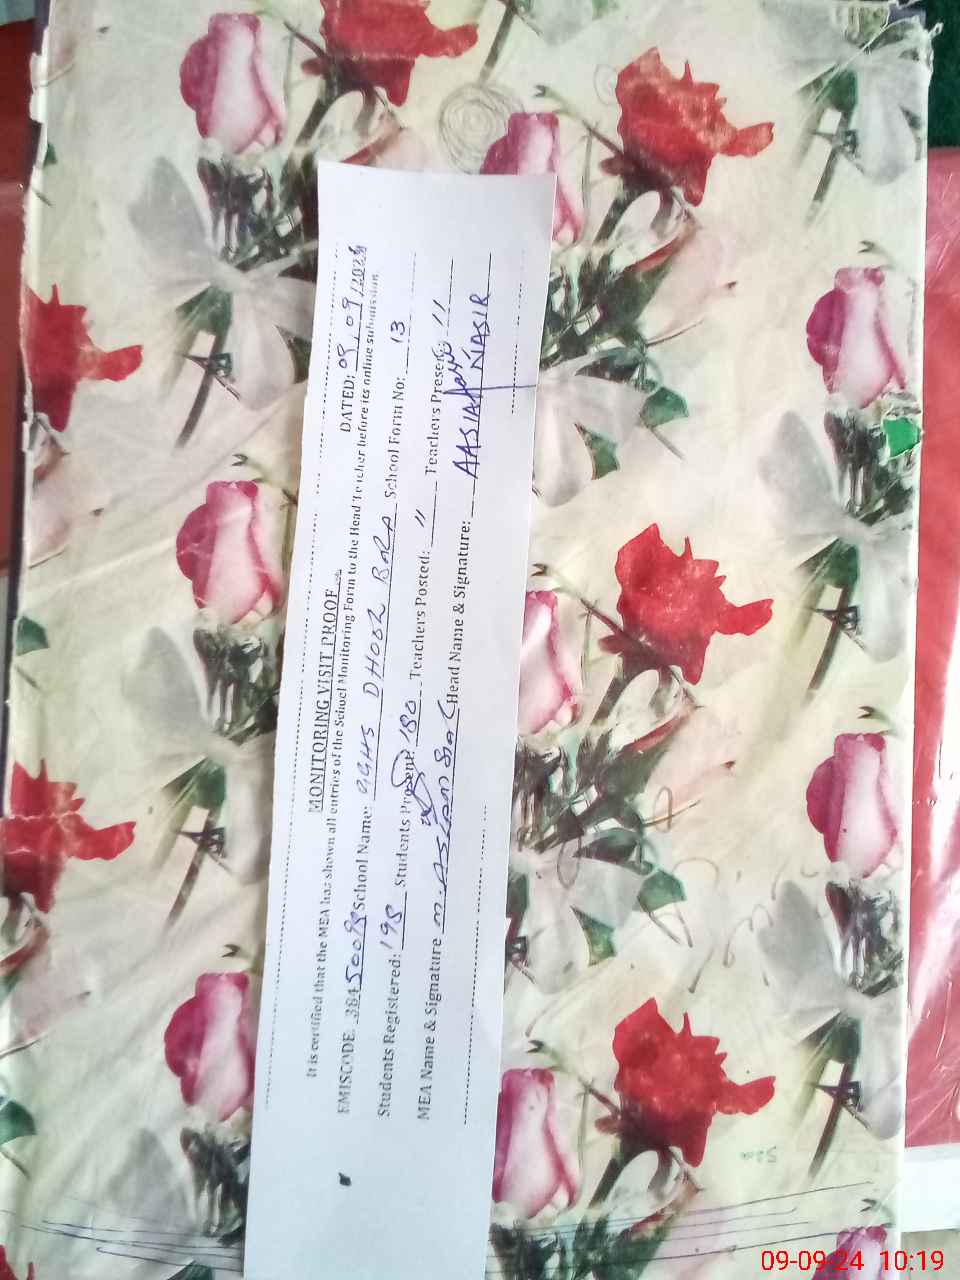 MONITORING VISIT PROOF
DATED: 09/09/2024
It is certified that the MEA has shown all entries of the School Monitoring Form to the Head Teacher before its online submission
EMISCODE 38450098 School Name: GGHS DHOOL BALA School Form No: 13
Students Registered: 198 Students Present 180 Teachers Posted: 11 Teachers Present 11
MEA Name & Signature M. ASLAM Head Name & Signature: AASIA NASIR
09-09-24 10:19